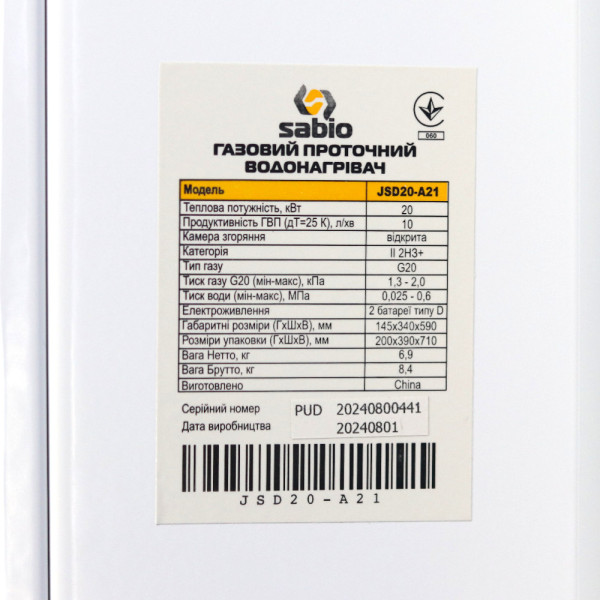 sabio
060
ГАЗОВИЙ ПРОТОЧНИЙ
ВОДОНАГРІВАЧ
Модель JSD20-A21
Теплова потужність, кВт 20
Продуктивність ГВП (дТ=25 К), л/хв 10
Камера згоряння відкрита
Категорія II 2H3+
Тип газу G20
Тиск газу G20 (мін-макс), кПа 1,3 - 2,0
Тиск води (мін-макс), МПа 0,025 - 0,6
Електроживлення 2 батареї типу D
Габаритні розміри (ГхШхВ), мм 145x340x590
Розміри упаковки (ГхШхВ), мм 200x390x710
Вага Нетто, кг 6,9
Вага Брутто, кг 8,4
Виготовлено China
Серійний номер PUD 20240800441
Дата виробництва 20240801
JSD20-A21